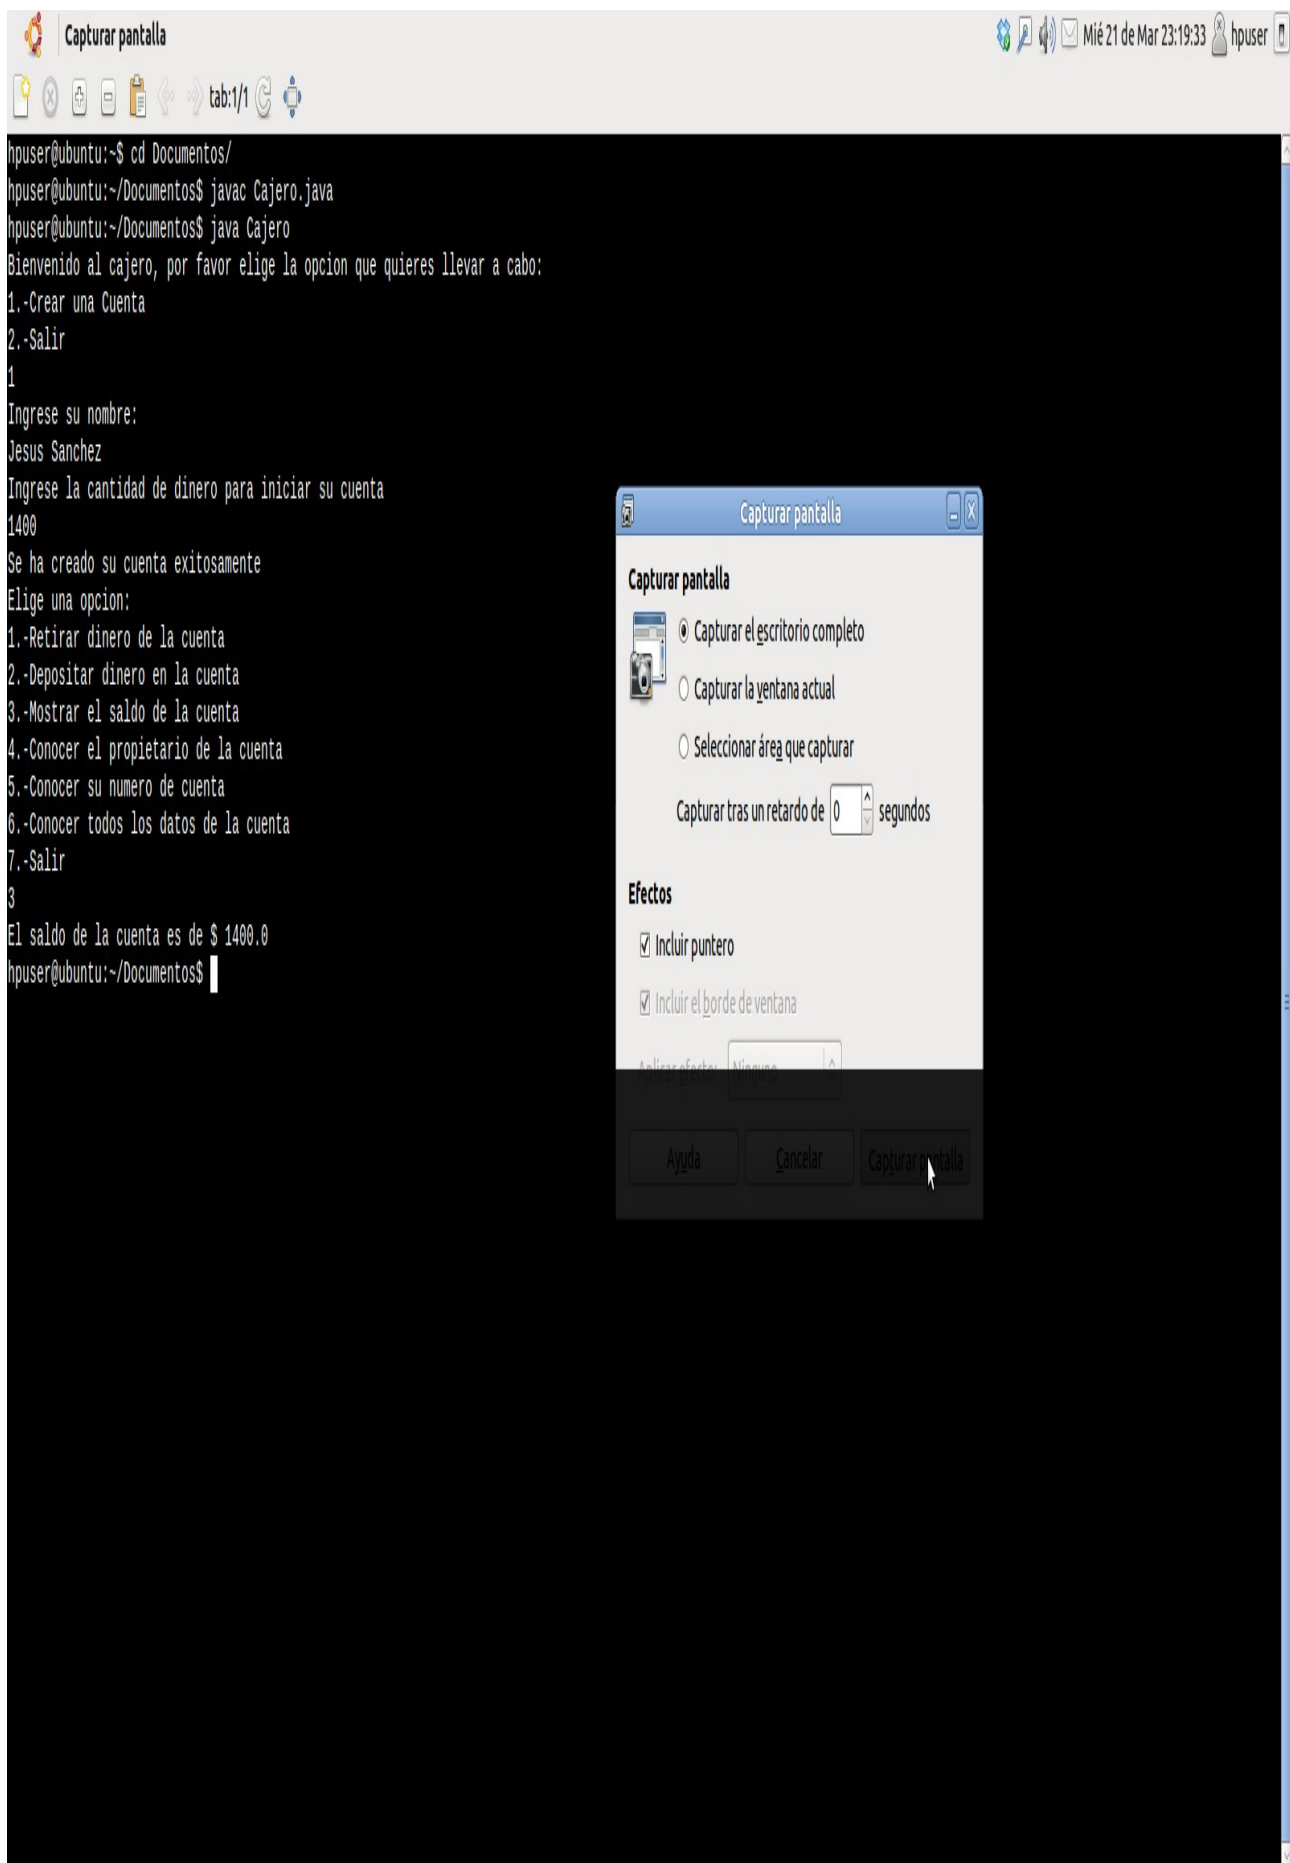 Capturar pantalla
Mié 21 de Mar 23:19:33 hpuser
tab:1/1
hpuser@ubuntu:~$ cd Documentos/
hpuser@ubuntu:~/Documentos$ javac Cajero.java
hpuser@ubuntu:~/Documentos$ java Cajero
Bienvenido al cajero, por favor elige la opcion que quieres llevar a cabo:
1.-Crear una Cuenta
2.-Salir
1
Ingrese su nombre:
Jesus Sanchez
Ingrese la cantidad de dinero para iniciar su cuenta
1400
Se ha creado su cuenta exitosamente
Elige una opcion:
1.-Retirar dinero de la cuenta
2.-Depositar dinero en la cuenta
3.-Mostrar el saldo de la cuenta
4.-Conocer el propietario de la cuenta
5.-Conocer su numero de cuenta
6.-Conocer todos los datos de la cuenta
7.-Salir
3
El saldo de la cuenta es de $ 1400.0
hpuser@ubuntu:~/Documentos$
Capturar pantalla
Capturar pantalla
Capturar el escritorio completo
Capturar la ventana actual
Seleccionar área que capturar
Capturar tras un retardo de 0 segundos
Efectos
Incluir puntero
Incluir el borde de ventana
Aplicar efecto: Ninguno
Ayuda Cancelar Capturar pantalla